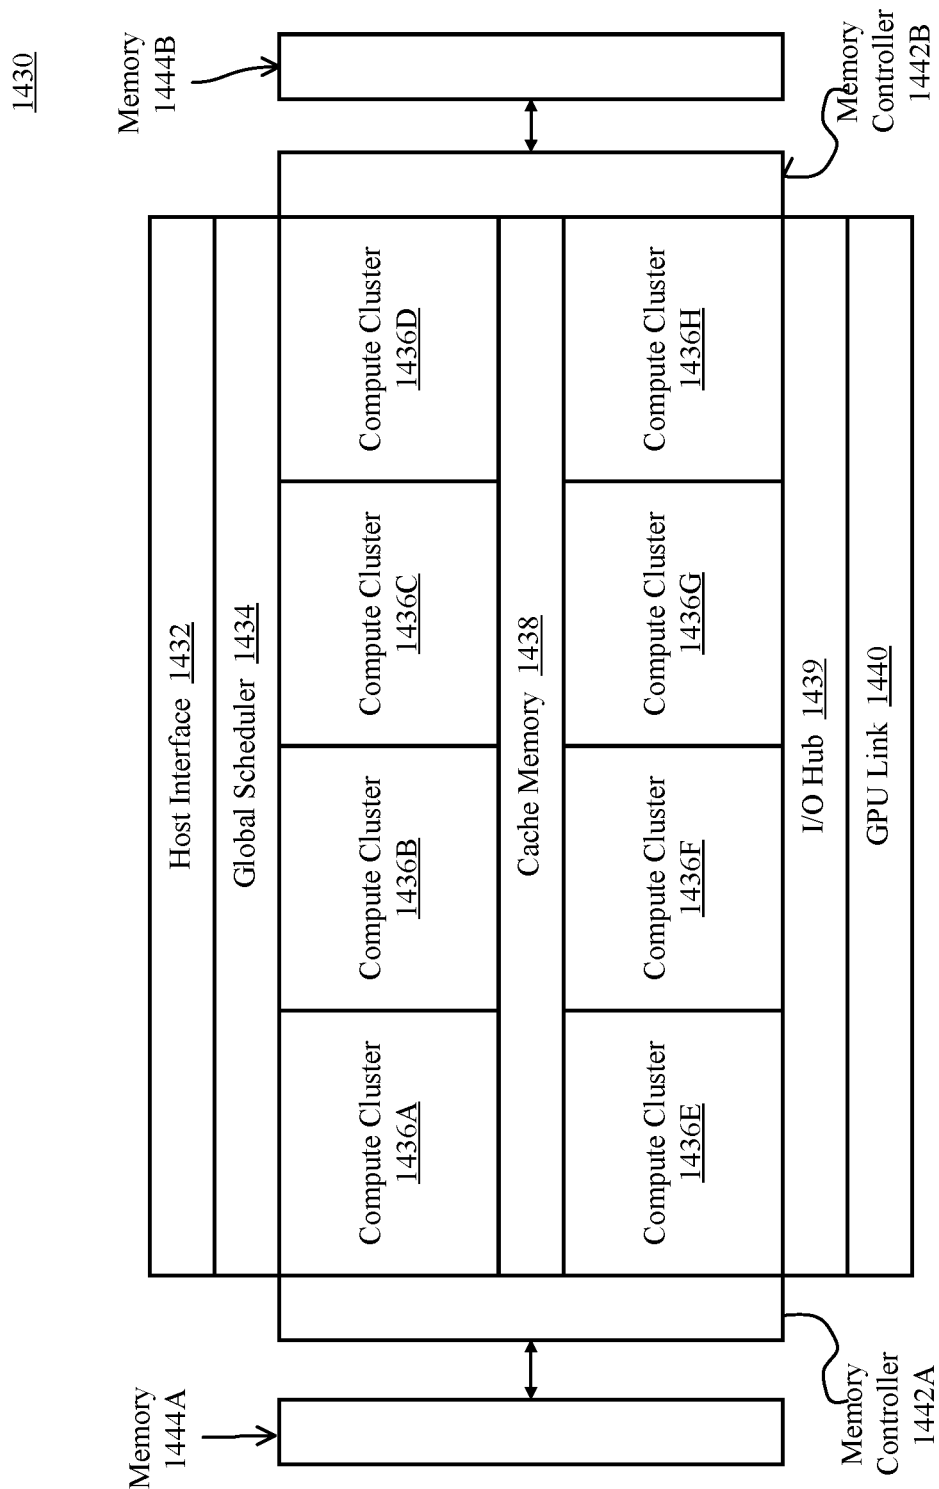 1430
Host Interface 1432
Global Scheduler 1434
Memory
1444A
Memory
1444B
Compute Cluster
1436A
Compute Cluster
1436B
Compute Cluster
1436C
Compute Cluster
1436D
Cache Memory 1438
Compute Cluster
1436E
Compute Cluster
1436F
Compute Cluster
1436G
Compute Cluster
1436H
I/O Hub 1439
GPU Link 1440
Memory
Controller
1442A
Memory
Controller
1442B